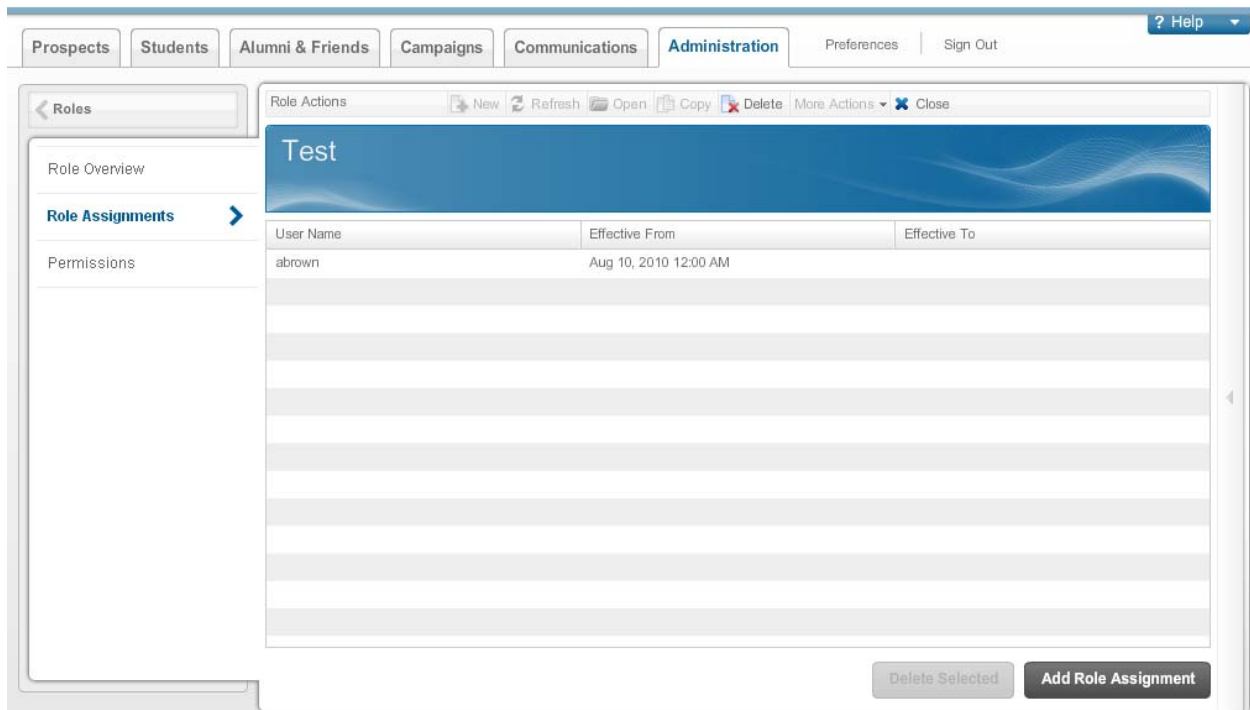 ? Help
Prospects Students Alumni & Friends Campaigns Communications Administration Preferences Sign Out
Roles
Role Actions New Refresh Open Copy Delete More Actions Close
Test
Role Overview
Role Assignments
Permissions
User Name Effective From Effective To
abrown Aug 10, 2010 12:00 AM
Delete Selected Add Role Assignment